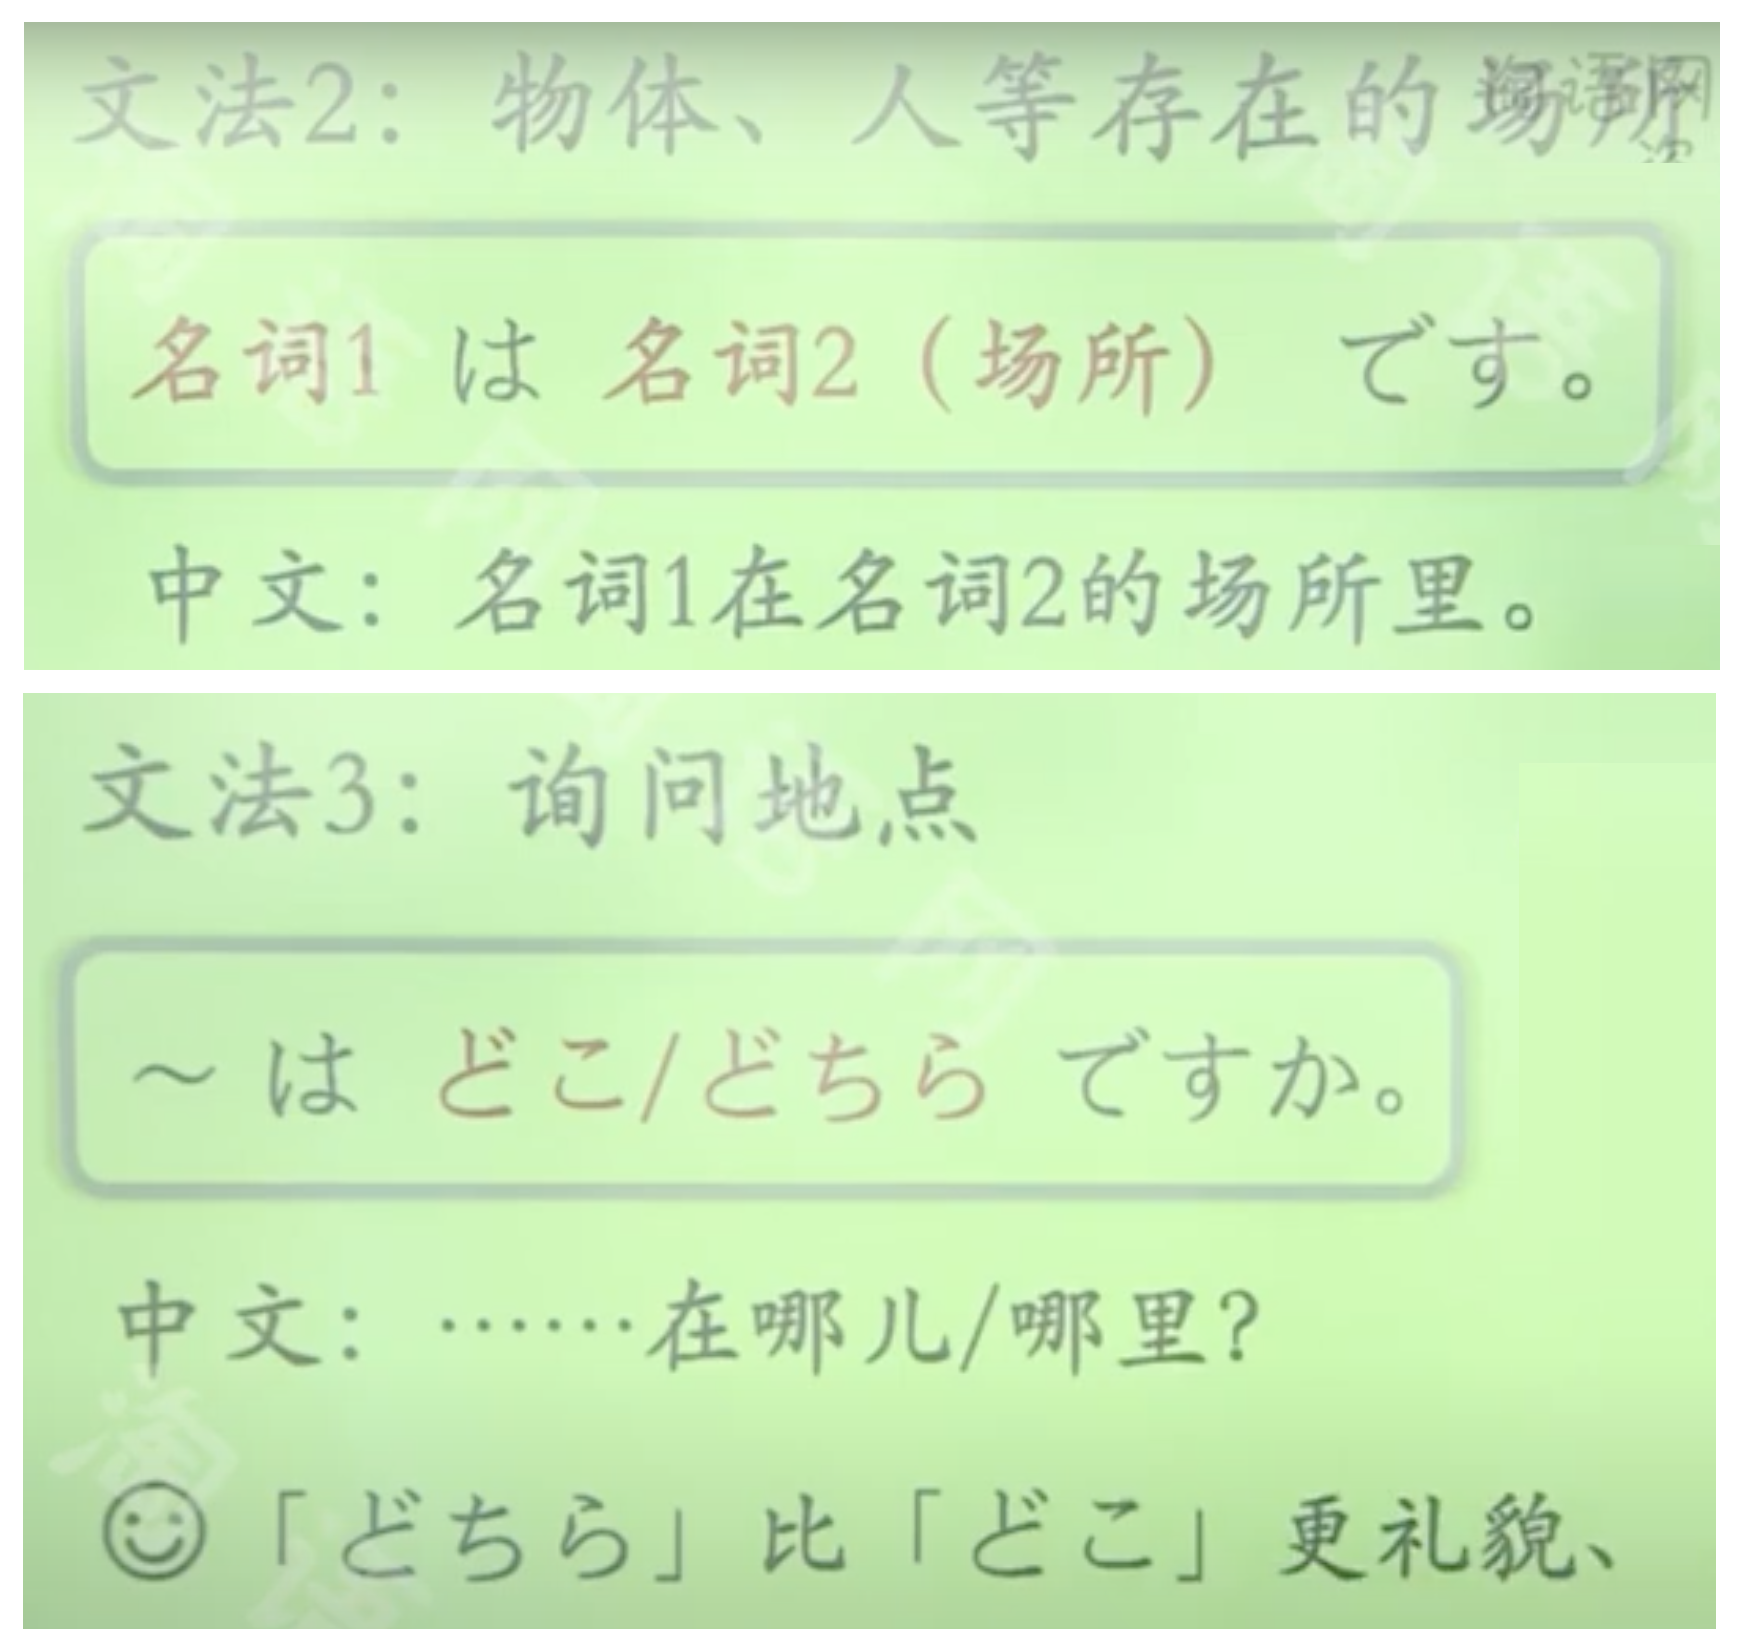 文法2：物体、人等存在的场所
名词1 は 名词2（场所） です。
中文：名词1在名词2的场所里。
文法3：询问地点
～は どこ/どちら ですか。
中文：……在哪儿/哪里？
「どちら」比「どこ」更礼貌、